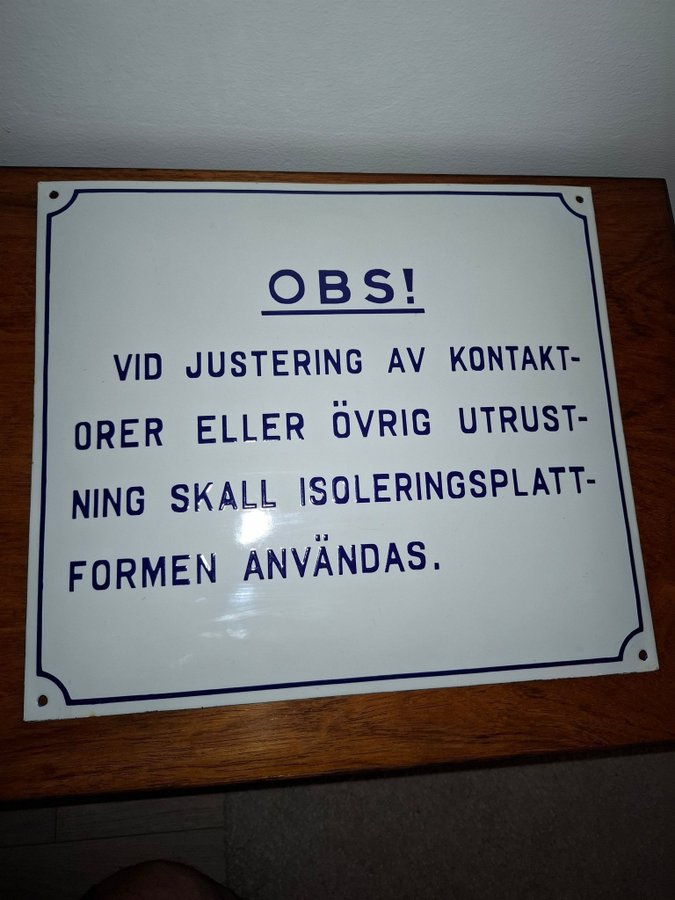 OBS!
VID JUSTERING AV KONTAKT-
ORER ELLER ÖVRIG UTRUST-
NING SKALL ISOLERINGSPLATT-
FORMEN ANVÄNDAS.